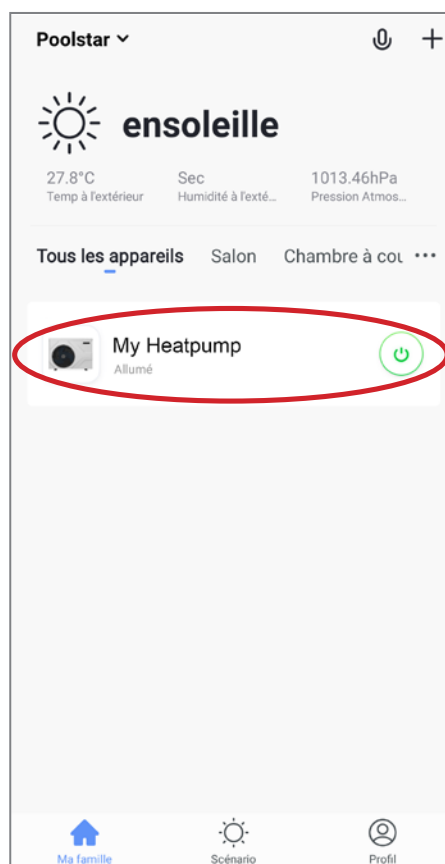 Poolstar
ensoleille
27.8°C Sec 1013.46hPa
Temp à l'extérieur Humidité à l'exté... Pression Atmos...
Tous les appareils Salon Chambre à cou ...
My Heatpump
Allumé
Ma famille Scénario Profil